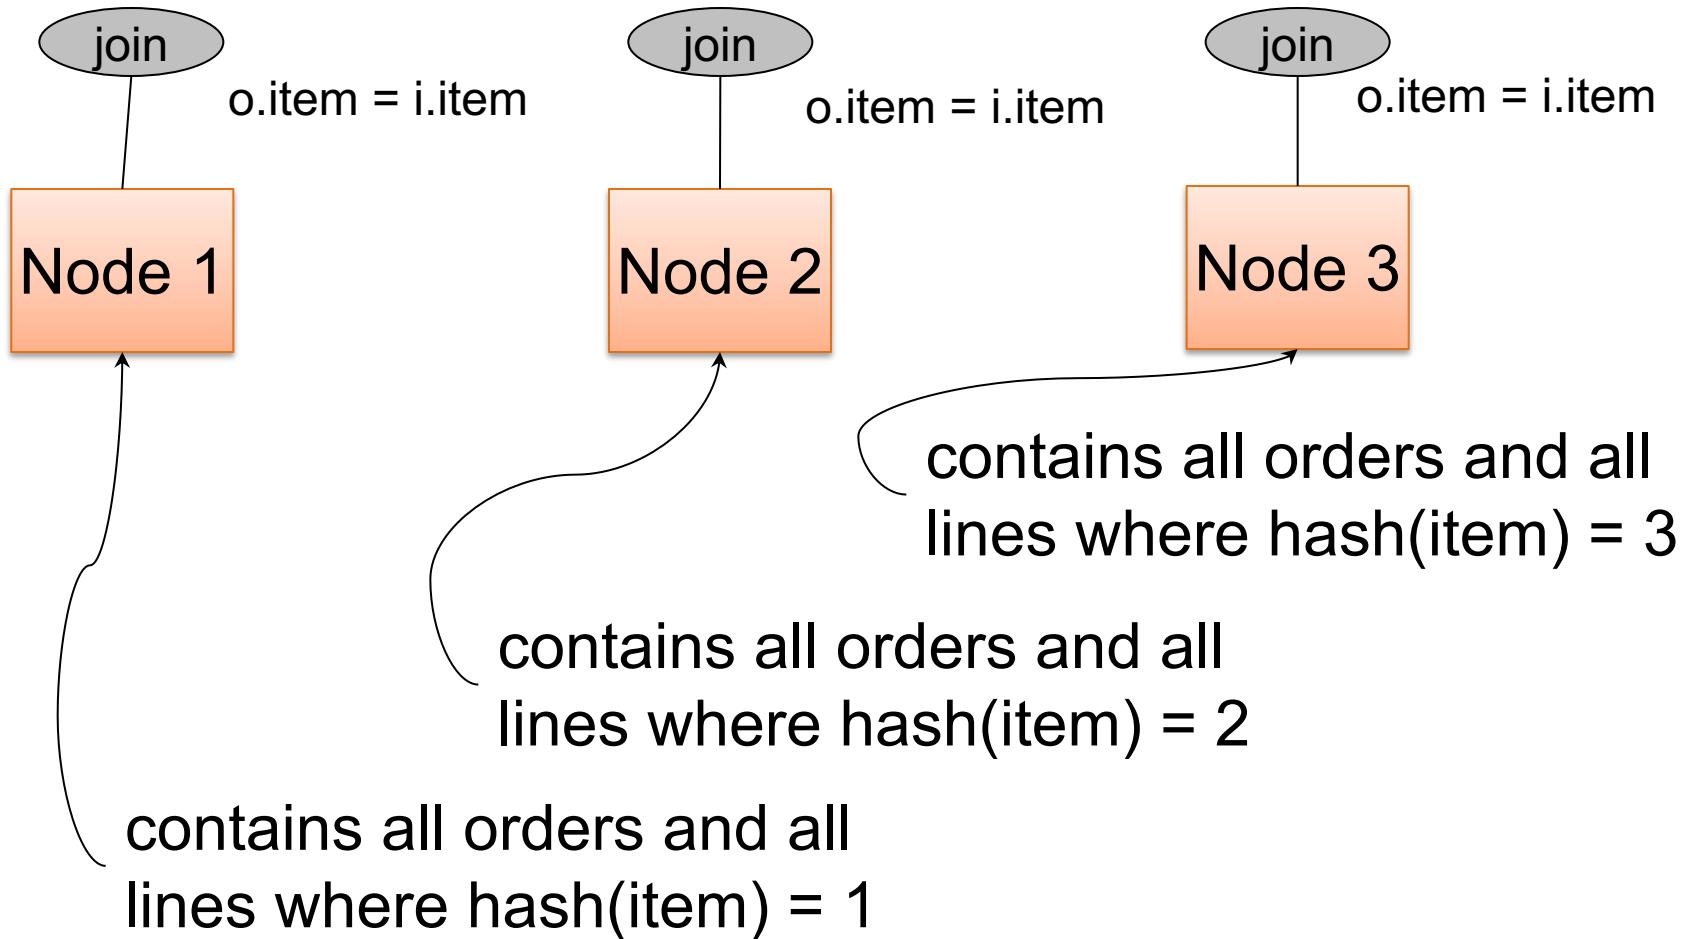 join
o.item = i.item
join
o.item = i.item
join
o.item = i.item
Node 1
Node 2
Node 3
contains all orders and all
lines where hash(item) = 3
contains all orders and all
lines where hash(item) = 2
contains all orders and all
lines where hash(item) = 1